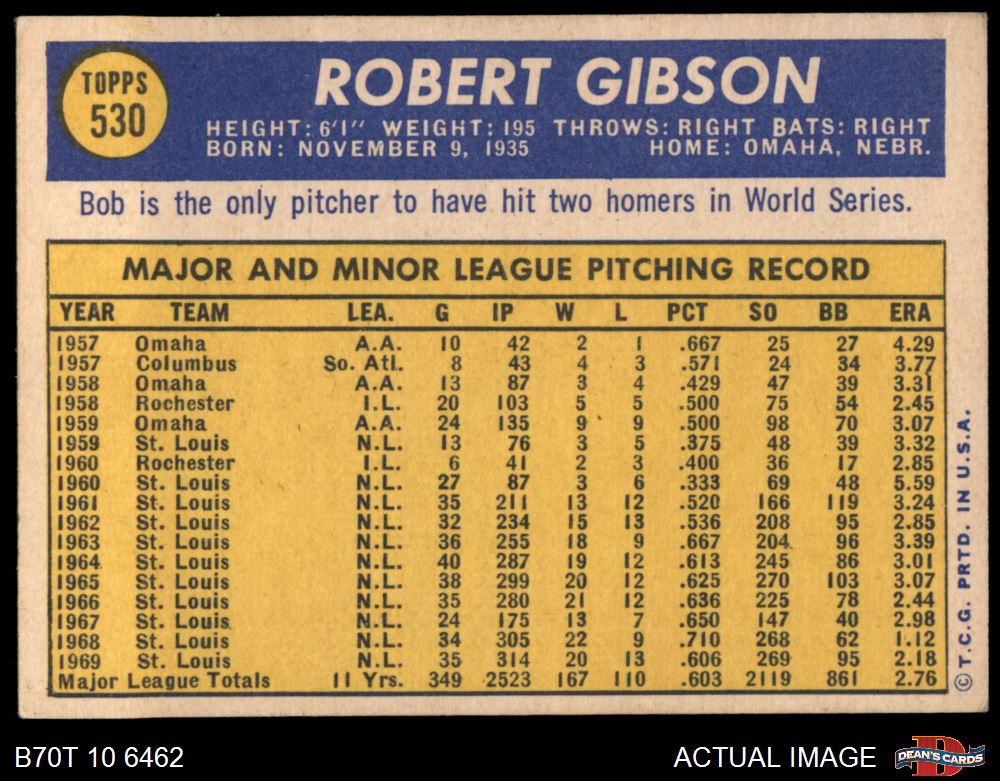 TOPPS
530
ROBERT GIBSON
HEIGHT: 6'1" WEIGHT: 195 THROWS: RIGHT BATS: RIGHT
BORN: NOVEMBER 9, 1935 HOME: OMAHA, NEBR.
Bob is the only pitcher to have hit two homers in World Series.
MAJOR AND MINOR LEAGUE PITCHING RECORD
YEAR TEAM LEA. G IP W L PCT SO BB ERA
1957 Omaha A.A. 10 42 2 1 .667 25 27 4.29
1957 Columbus So. Atl. 8 43 4 3 .571 24 34 3.77
1958 Omaha A.A. 13 87 3 4 .429 47 39 3.31
1958 Rochester I.L. 20 103 5 5 .500 75 54 2.45
1959 Omaha A.A. 24 135 9 9 .500 98 70 3.07
1959 St. Louis N.L. 13 76 3 5 .375 48 39 3.32
1960 Rochester I.L. 6 41 2 3 .400 36 17 2.85
1960 St. Louis N.L. 27 87 3 6 .333 69 48 5.59
1961 St. Louis N.L. 35 211 13 12 .520 166 119 3.24
1962 St. Louis N.L. 32 234 15 13 .536 208 95 2.85
1963 St. Louis N.L. 36 255 18 9 .667 204 96 3.39
1964 St. Louis N.L. 40 287 19 12 .613 245 86 3.01
1965 St. Louis N.L. 38 299 20 12 .625 270 103 3.07
1966 St. Louis N.L. 35 280 21 12 .636 225 78 2.44
1967 St. Louis N.L. 24 175 13 7 .650 147 40 2.98
1968 St. Louis N.L. 34 305 22 9 .710 268 62 1.12
1969 St. Louis N.L. 35 314 20 13 .606 269 95 2.18
Major League Totals 11 Yrs. 349 2523 167 110 .603 2119 861 2.76
© T.C.G. PRTD. IN U.S.A.
B70T 10 6462
ACTUAL IMAGE
DEAN'S CARDS